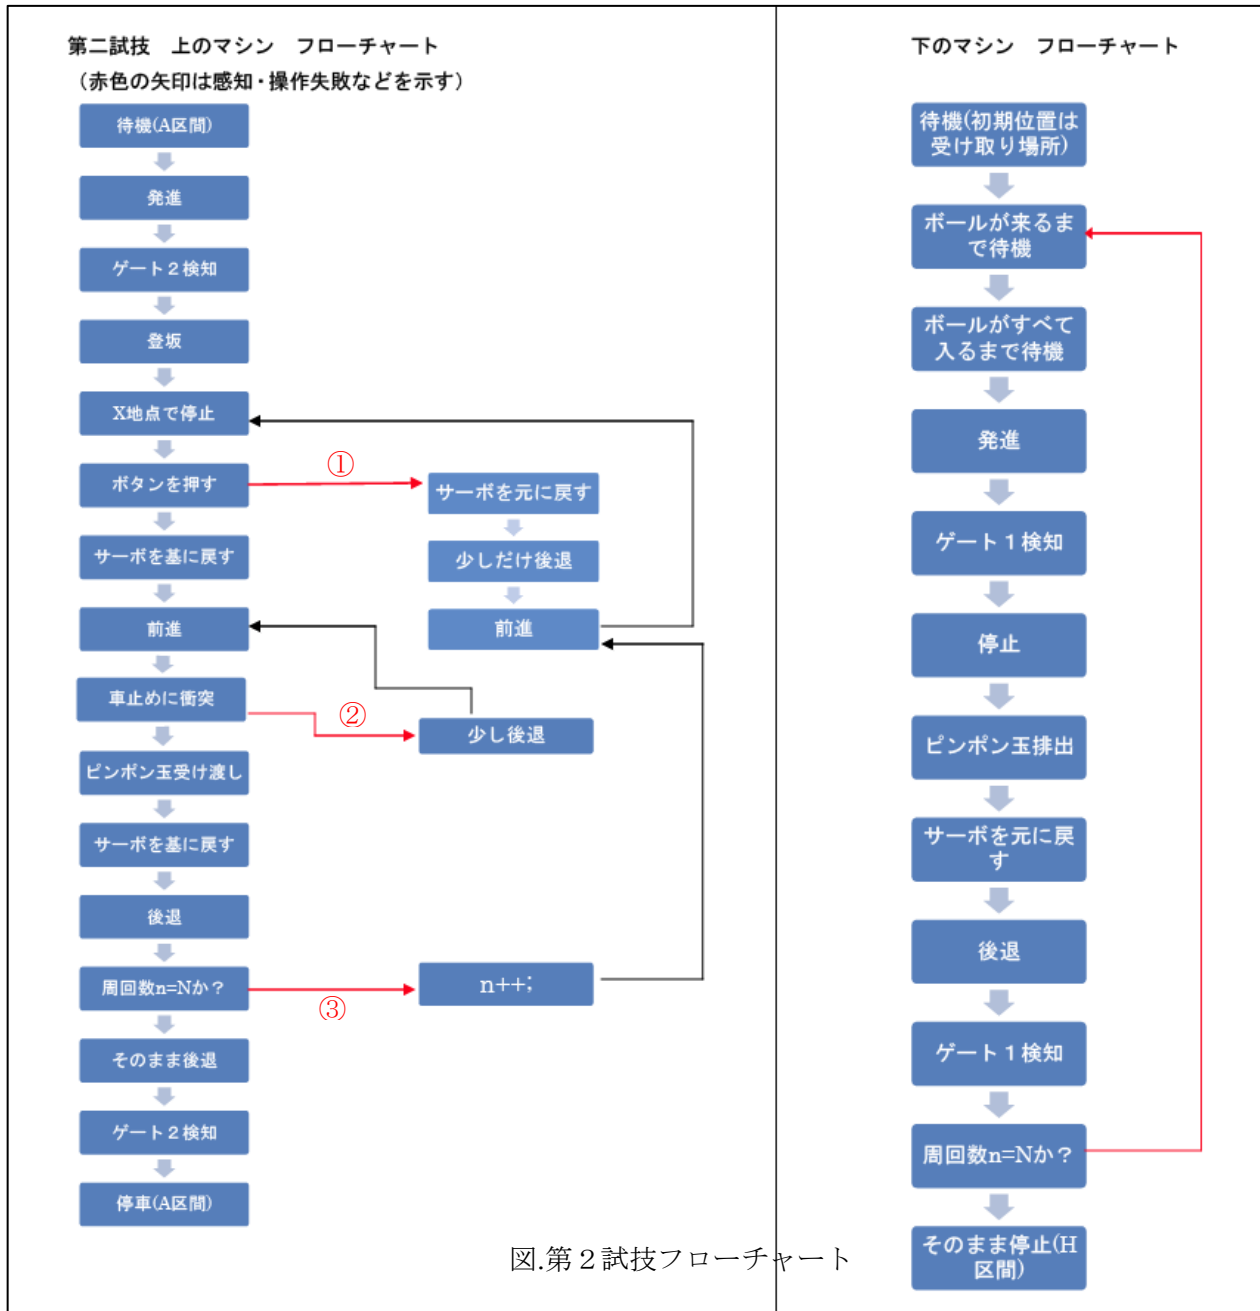 第二試技　上のマシン　フローチャート
（赤色の矢印は感知・操作失敗などを示す）
待機(A区間)
発進
ゲート２検知
登坂
X地点で停止
ボタンを押す
サーボを基に戻す
前進
車止めに衝突
ピンポン玉受け渡し
サーボを基に戻す
後退
周回数n=Nか？
そのまま後退
ゲート２検知
停車(A区間)
①
サーボを元に戻す
少しだけ後退
前進
②
少し後退
③
n++;
下のマシン　フローチャート
待機(初期位置は
受け取り場所)
ボールが来るま
で待機
ボールがすべて
入るまで待機
発進
ゲート１検知
停止
ピンポン玉排出
サーボを元に戻
す
後退
ゲート１検知
周回数n=Nか？
そのまま停止(H
区間)
図.第２試技フローチャート